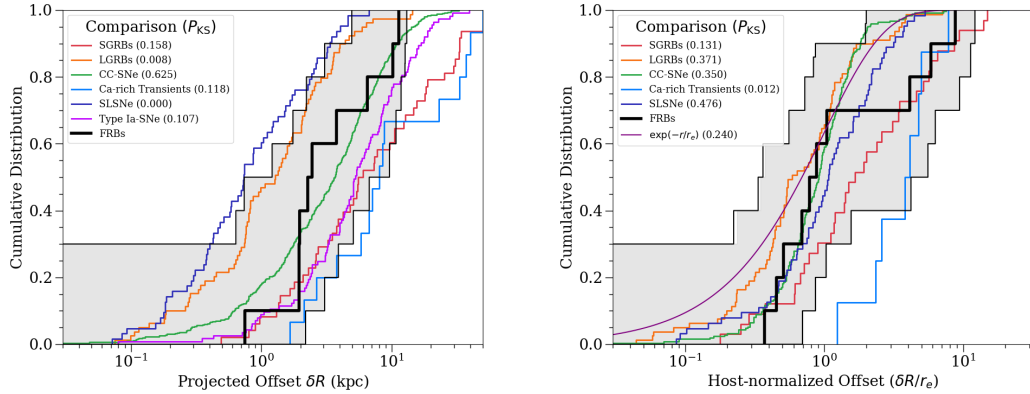 Comparison (P_KS)
SGRBs (0.158)
LGRBs (0.008)
CC-SNe (0.625)
Ca-rich Transients (0.118)
SLSNe (0.000)
Type Ia-SNe (0.107)
FRBs
Cumulative Distribution
1.0
0.8
0.6
0.4
0.2
0.0
10⁻¹
10⁰
10¹
Projected Offset δR (kpc)
Comparison (P_KS)
SGRBs (0.131)
LGRBs (0.371)
CC-SNe (0.350)
Ca-rich Transients (0.012)
SLSNe (0.476)
FRBs
exp(−r/r_e) (0.240)
Cumulative Distribution
1.0
0.8
0.6
0.4
0.2
0.0
10⁻¹
10⁰
10¹
Host-normalized Offset (δR/r_e)